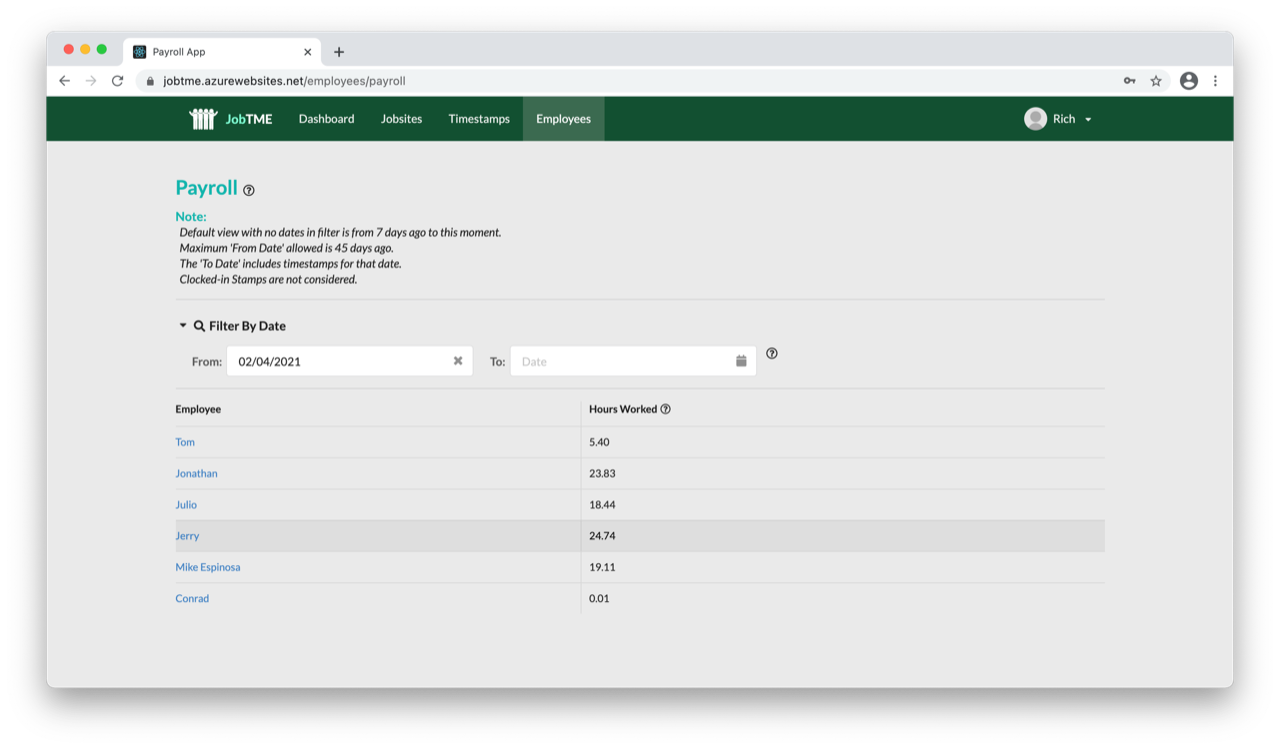 Payroll App
jobtme.azurewebsites.net/employees/payroll
JobTME Dashboard Jobsites Timestamps Employees Rich
Payroll
Note:
Default view with no dates in filter is from 7 days ago to this moment.
Maximum 'From Date' allowed is 45 days ago.
The 'To Date' includes timestamps for that date.
Clocked-in Stamps are not considered.
Filter By Date
From: 02/04/2021 To: Date
Employee Hours Worked
Tom 5.40
Jonathan 23.83
Julio 18.44
Jerry 24.74
Mike Espinosa 19.11
Conrad 0.01